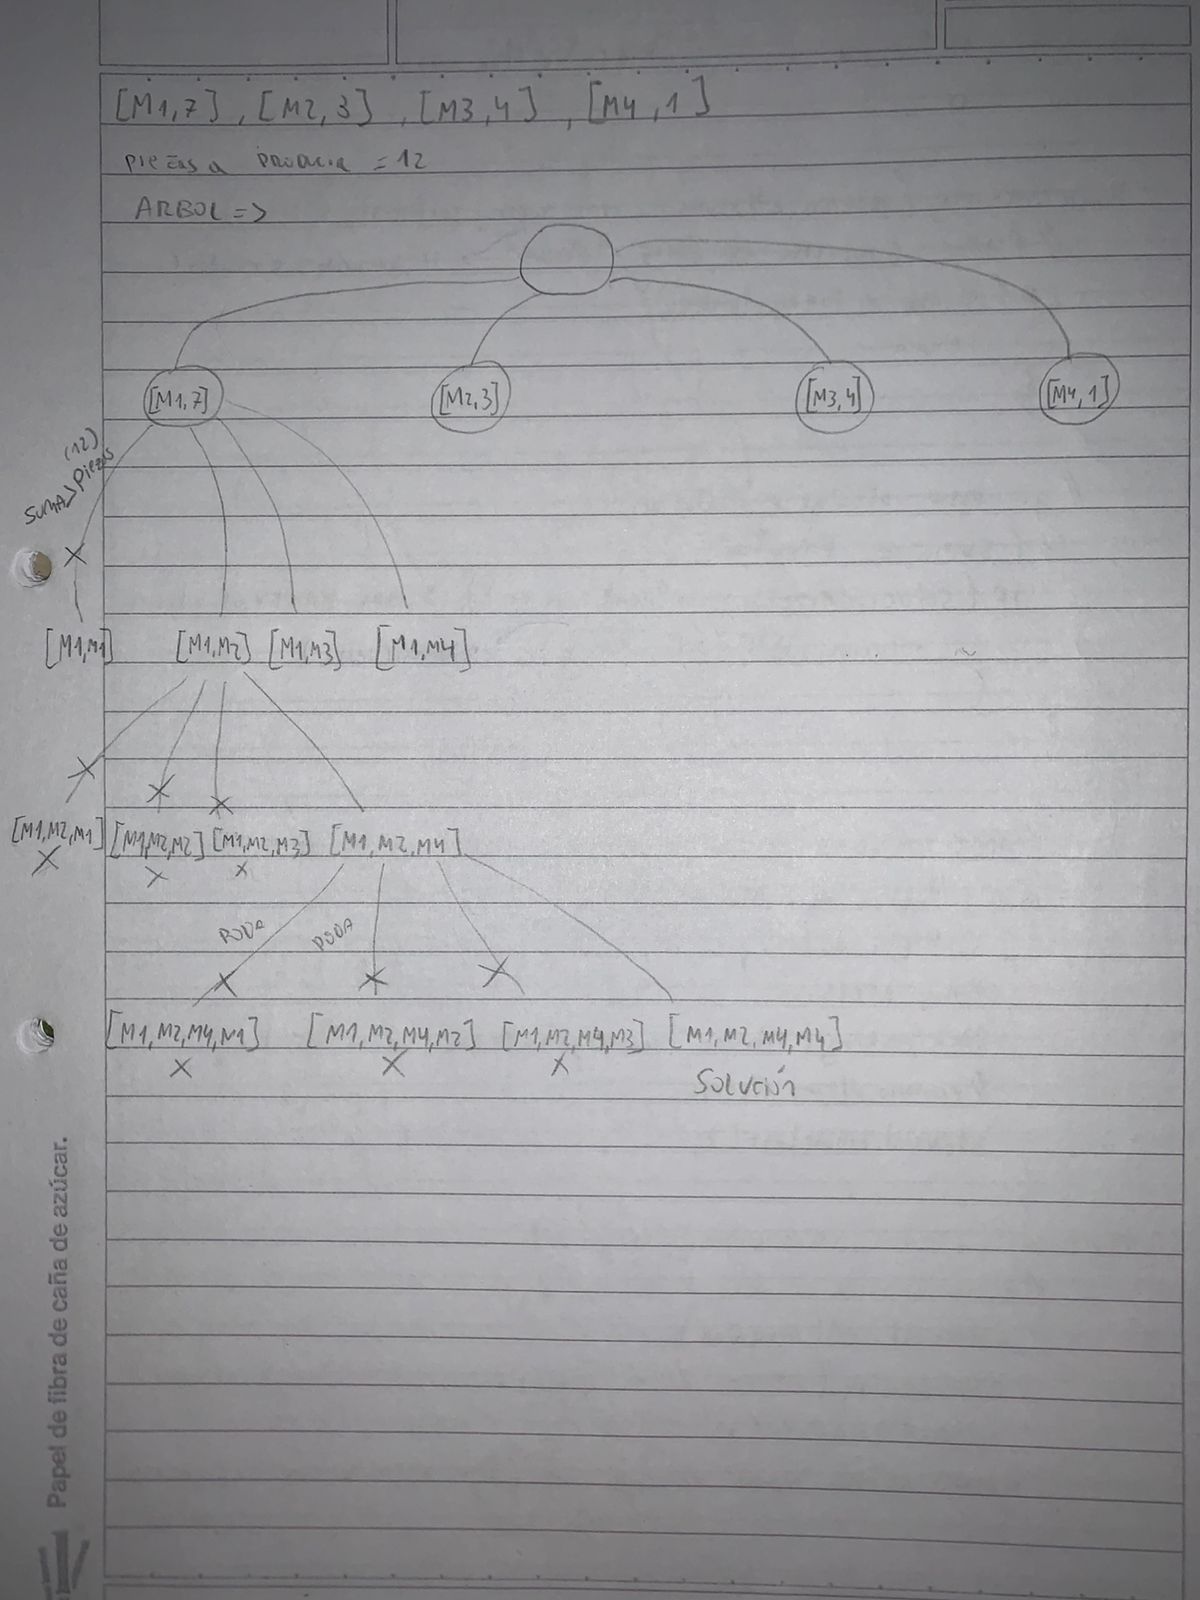 [M1,7] , [M2,3] , [M3,4] , [M4,1]
Piezas a producir = 12
ARBOL =>
[M1,7] [M2,3] [M3,4] [M4,1]
(12)
SUMA > Piezas
[M1,M1] [M1,M2] [M1,M3] [M1,M4]
[M1,M2,M1] [M1,M2,M2] [M1,M2,M3] [M1,M2,M4]
PODA PODA
[M1,M2,M4,M1] [M1,M2,M4,M2] [M1,M2,M4,M3] [M1,M2,M4,M4]
SOLUCIÓN
Papel de fibra de caña de azúcar.